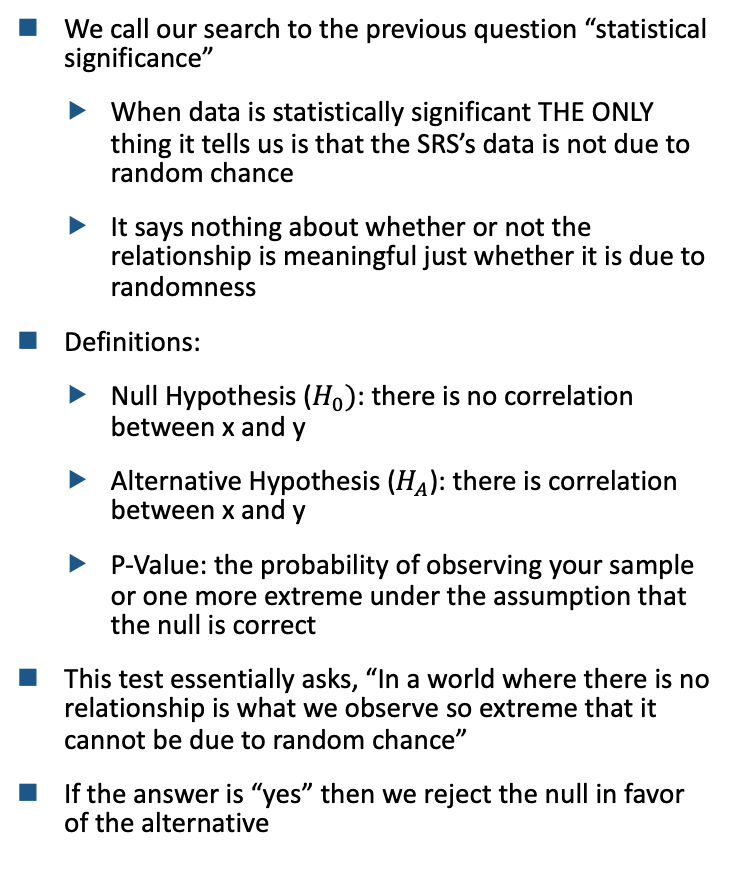 ■ We call our search to the previous question “statistical
significance”
▶ When data is statistically significant THE ONLY
thing it tells us is that the SRS’s data is not due to
random chance
▶ It says nothing about whether or not the
relationship is meaningful just whether it is due to
randomness
■ Definitions:
▶ Null Hypothesis (𝐻₀): there is no correlation
between x and y
▶ Alternative Hypothesis (𝐻_A): there is correlation
between x and y
▶ P-Value: the probability of observing your sample
or one more extreme under the assumption that
the null is correct
■ This test essentially asks, “In a world where there is no
relationship is what we observe so extreme that it
cannot be due to random chance”
■ If the answer is “yes” then we reject the null in favor
of the alternative